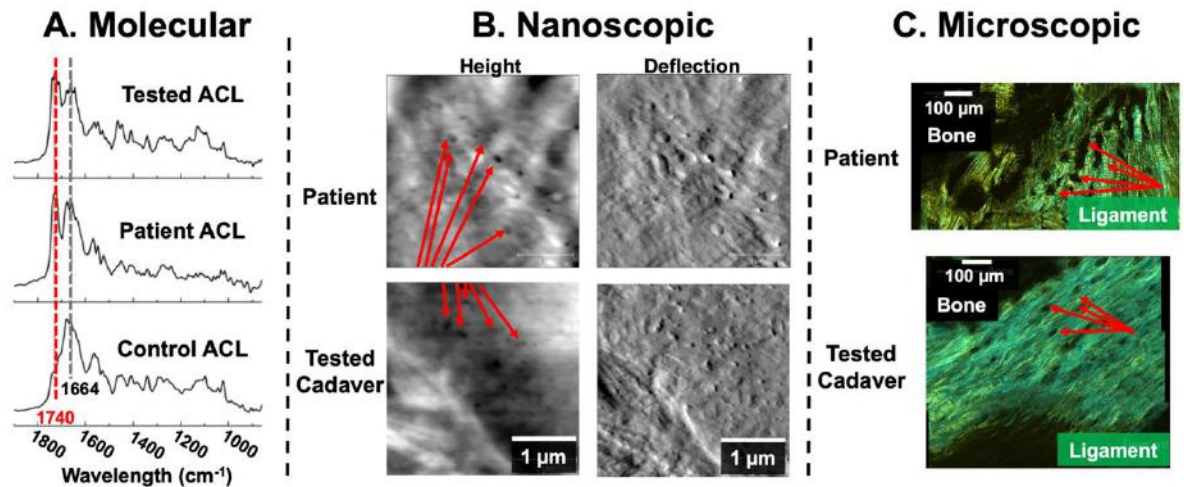 A. Molecular
Tested ACL
Patient ACL
Control ACL
1664
1740
1800
1600
1400
1200
1000
Wavelength (cm⁻¹)
B. Nanoscopic
Height
Deflection
Patient
Tested
Cadaver
1 µm
1 µm
C. Microscopic
Patient
100 µm
Bone
Ligament
Tested
Cadaver
100 µm
Bone
Ligament